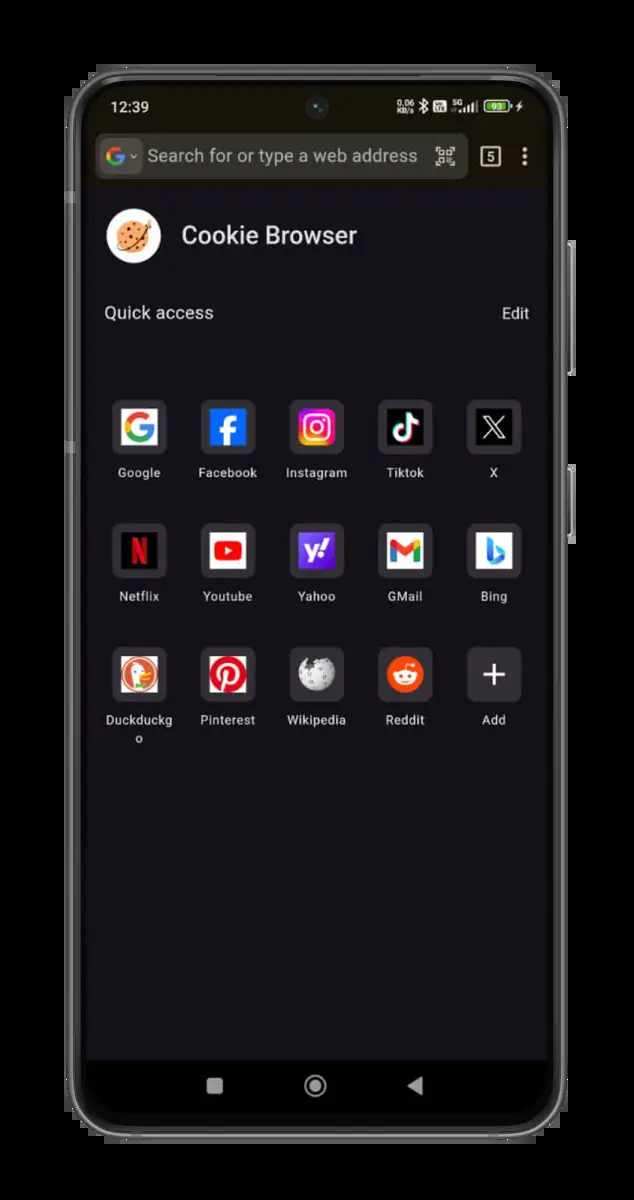 12:39
0.06 KB/s
5G
93
Search for or type a web address
5
Cookie Browser
Quick access
Edit
Google
Facebook
Instagram
Tiktok
X
Netflix
Youtube
Yahoo
GMail
Bing
Duckduckg
o
Pinterest
Wikipedia
Reddit
Add